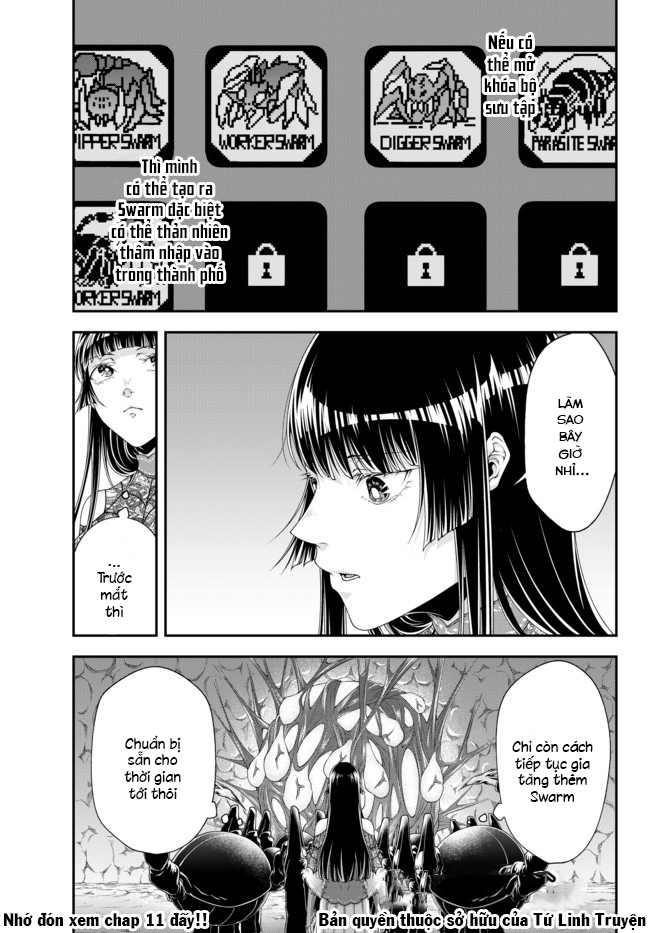 Nếu có
thể mở
khóa bộ
sưu tập
RIPPER SWARM
WORKER SWARM
DIGGER SWARM
PARASITE SWA
Thì mình
có thể tạo ra
Swarm đặc biệt
có thể thản nhiên
thâm nhập vào
trong thành phố
WORKER SWARM
LÀM
SAO
BÂY
GIỜ
NHỈ...
...
Trước
mắt
thì
Chỉ còn cách
tiếp tục gia
tăng thêm
Swarm
Chuẩn bị
sẵn cho
thời gian
tới thôi
Nhớ đón xem chap 11 đấy!!
Bản quyền thuộc sở hữu của Tứ Linh Truyện